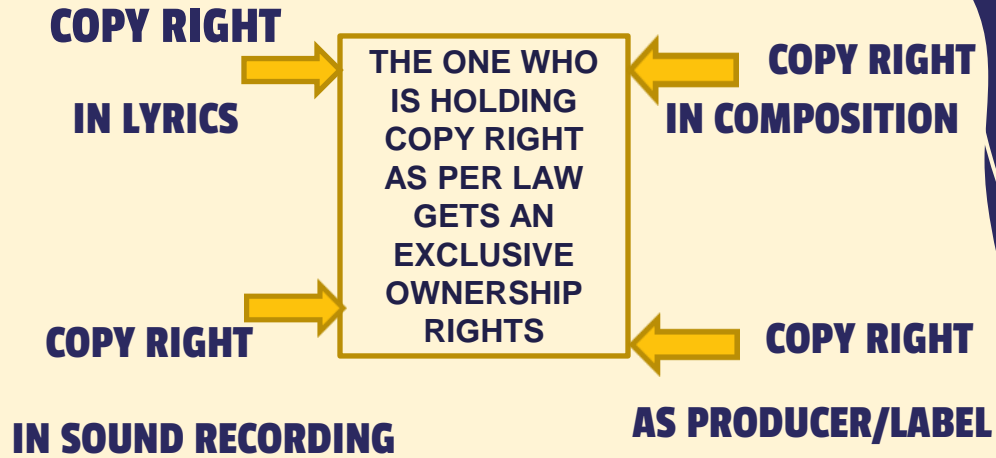 COPY RIGHT
IN LYRICS
THE ONE WHO
IS HOLDING
COPY RIGHT
AS PER LAW
GETS AN
EXCLUSIVE
OWNERSHIP
RIGHTS
COPY RIGHT
IN COMPOSITION
COPY RIGHT
IN SOUND RECORDING
COPY RIGHT
AS PRODUCER/LABEL